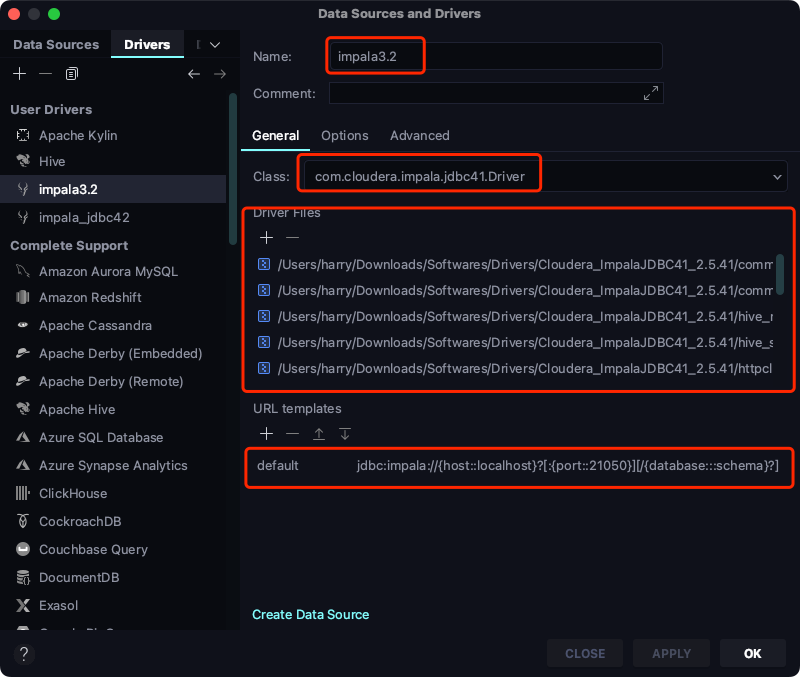 Data Sources and Drivers
Data Sources
Drivers
Name:
impala3.2
Comment:
User Drivers
Apache Kylin
Hive
impala3.2
impala_jdbc42
Complete Support
Amazon Aurora MySQL
Amazon Redshift
Apache Cassandra
Apache Derby (Embedded)
Apache Derby (Remote)
Apache Hive
Azure SQL Database
Azure Synapse Analytics
ClickHouse
CockroachDB
Couchbase Query
DocumentDB
Exasol
General
Options
Advanced
Class:
com.cloudera.impala.jdbc41.Driver
Driver Files
/Users/harry/Downloads/Softwares/Drivers/Cloudera_ImpalaJDBC41_2.5.41/comm
/Users/harry/Downloads/Softwares/Drivers/Cloudera_ImpalaJDBC41_2.5.41/comm
/Users/harry/Downloads/Softwares/Drivers/Cloudera_ImpalaJDBC41_2.5.41/hive_r
/Users/harry/Downloads/Softwares/Drivers/Cloudera_ImpalaJDBC41_2.5.41/hive_s
/Users/harry/Downloads/Softwares/Drivers/Cloudera_ImpalaJDBC41_2.5.41/httpcl
URL templates
default jdbc:impala://{host::localhost}?[:{port::21050}][/{database:::schema}?]
Create Data Source
?
CLOSE
APPLY
OK